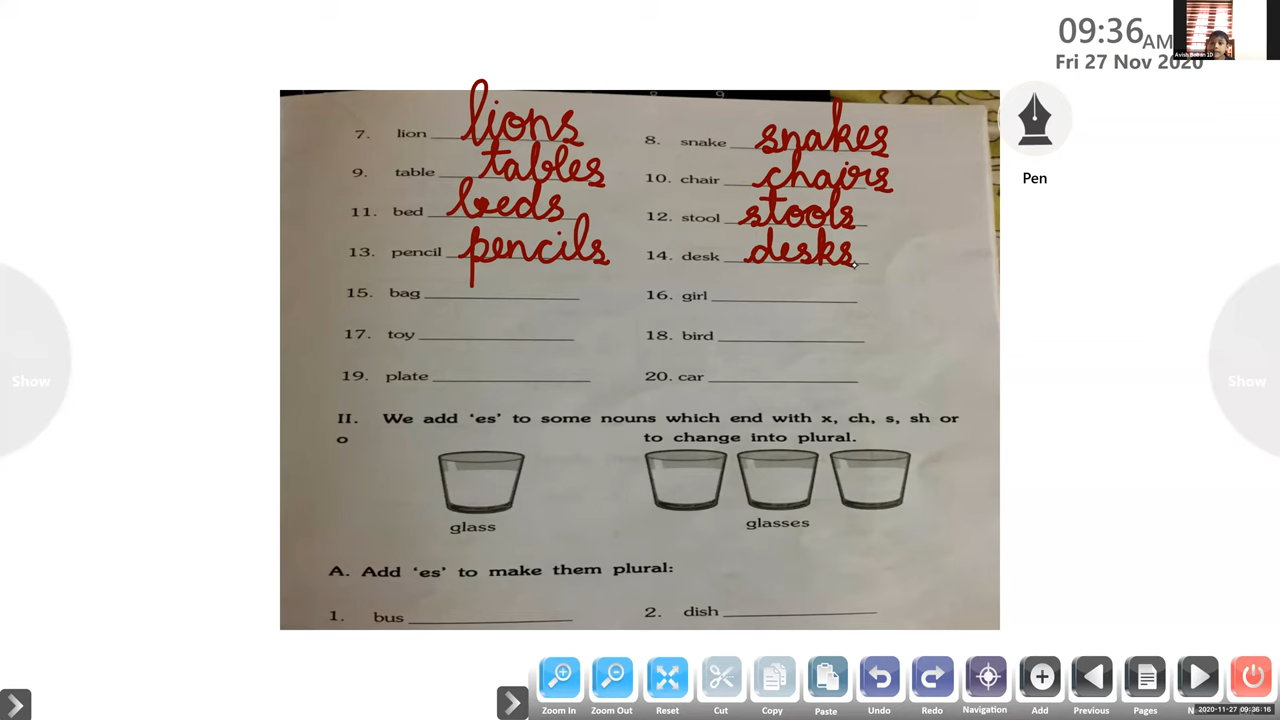 09:36 AM
Fri 27 Nov 2020
Pen
7. lion lions 8. snake snakes
9. table tables 10. chair chairs
11. bed beds 12. stool stools
13. pencil pencils 14. desk desks
15. bag 16. girl
17. toy 18. bird
19. plate 20. car
Show Show
II. We add 'es' to some nouns which end with x, ch, s, sh or
o to change into plural.
glass glasses
A. Add 'es' to make them plural:
1. bus 2. dish
Zoom In Zoom Out Reset Cut Copy Paste Undo Redo Navigation Add Previous Pages
2020-11-27 09:36:16